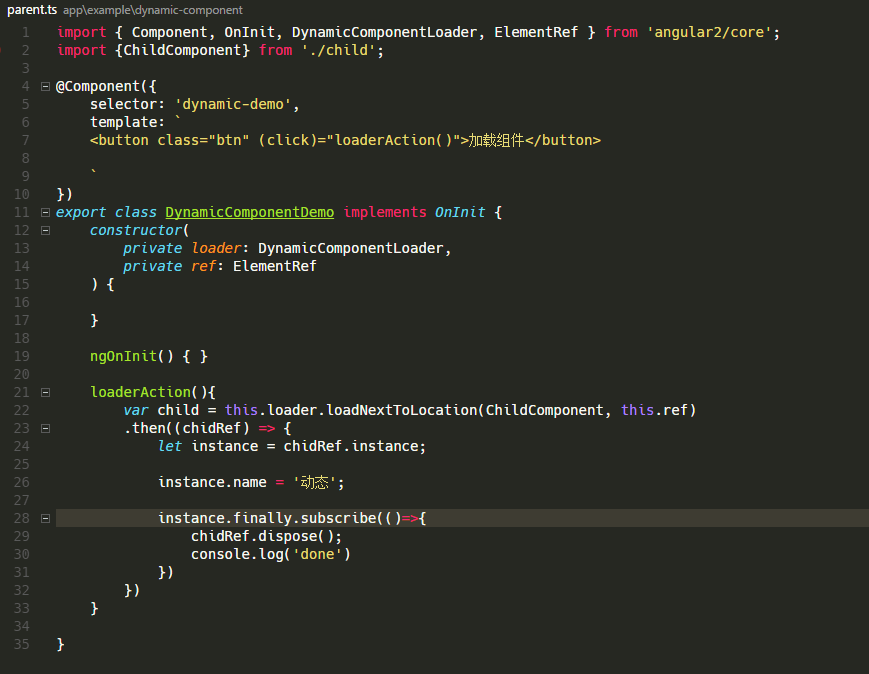 parent.ts app\example\dynamic-component
1 import { Component, OnInit, DynamicComponentLoader, ElementRef } from 'angular2/core';
2 import {ChildComponent} from './child';
3
4 @Component({
5     selector: 'dynamic-demo',
6     template: `
7     <button class="btn" (click)="loaderAction()">加载组件</button>
8
9     `
10 })
11 export class DynamicComponentDemo implements OnInit {
12     constructor(
13         private loader: DynamicComponentLoader,
14         private ref: ElementRef
15     ) {
16
17     }
18
19     ngOnInit() { }
20
21     loaderAction(){
22         var child = this.loader.loadNextToLocation(ChildComponent, this.ref)
23         .then((chidRef) => {
24             let instance = chidRef.instance;
25
26             instance.name = '动态';
27
28             instance.finally.subscribe(()=>{
29                 chidRef.dispose();
30                 console.log('done')
31             })
32         })
33     }
34
35 }